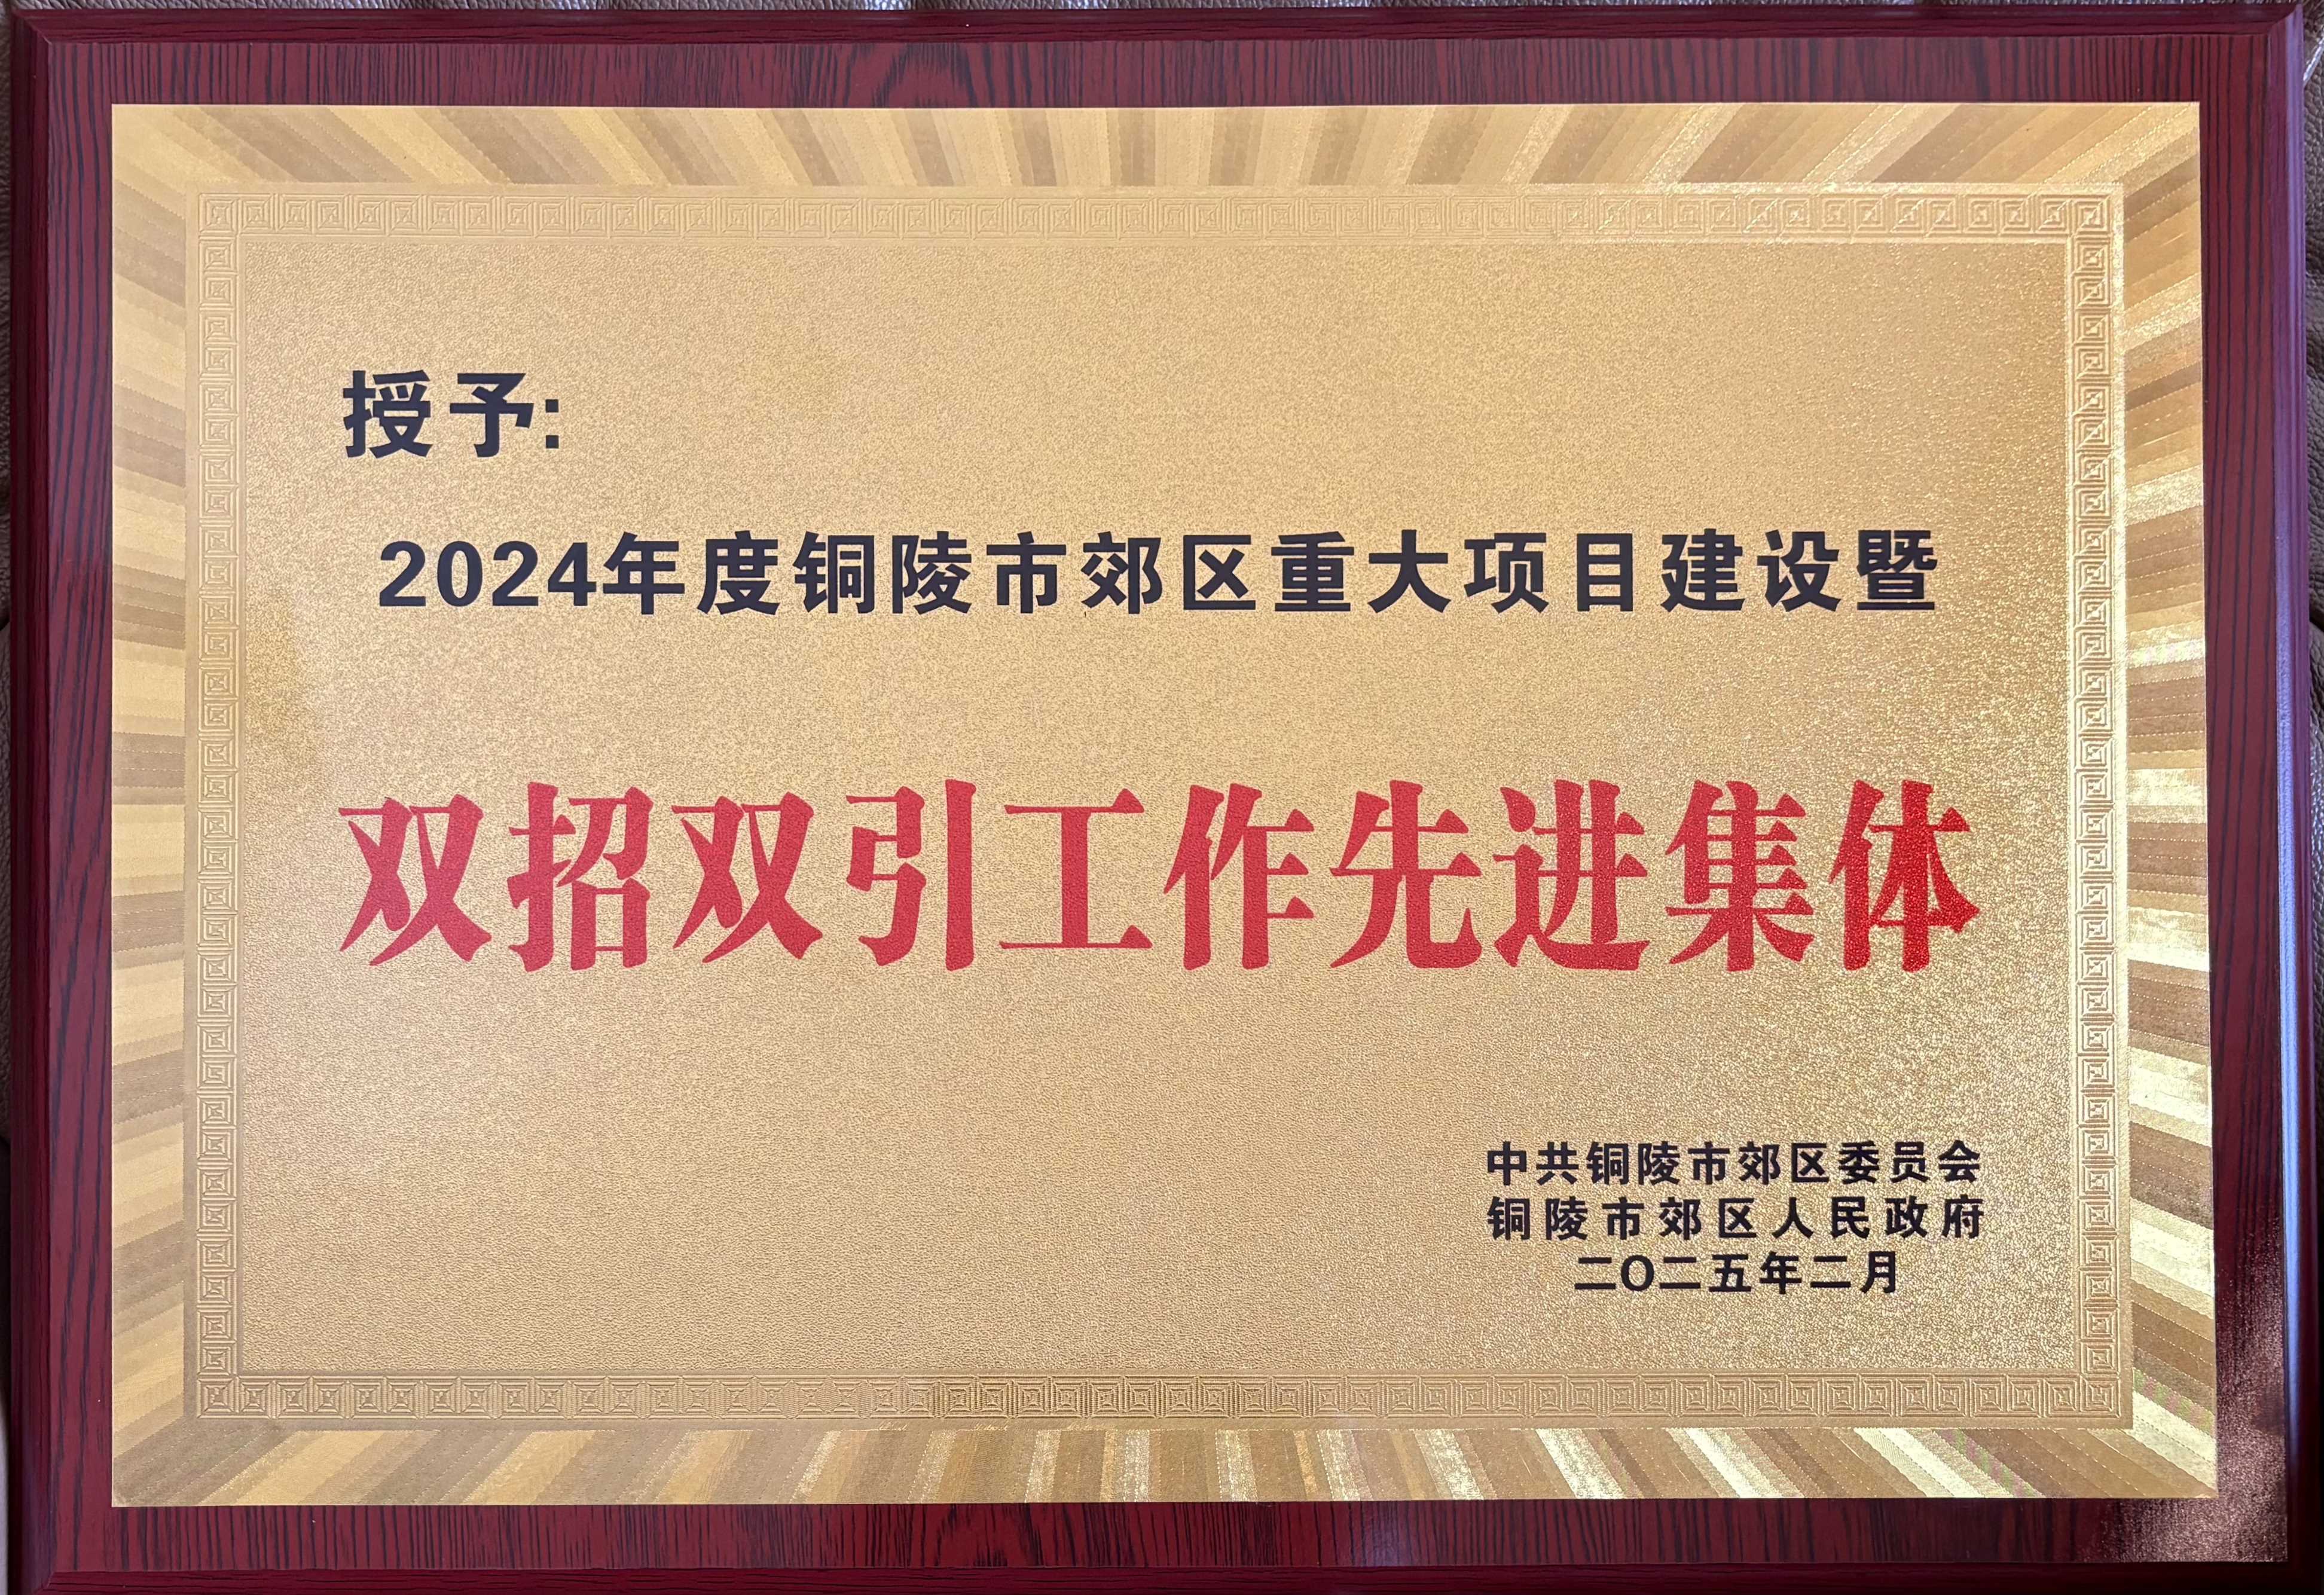 授予:
2024年度铜陵市郊区重大项目建设暨
双招双引工作先进集体
中共铜陵市郊区委员会
铜陵市郊区人民政府
二O二五年二月